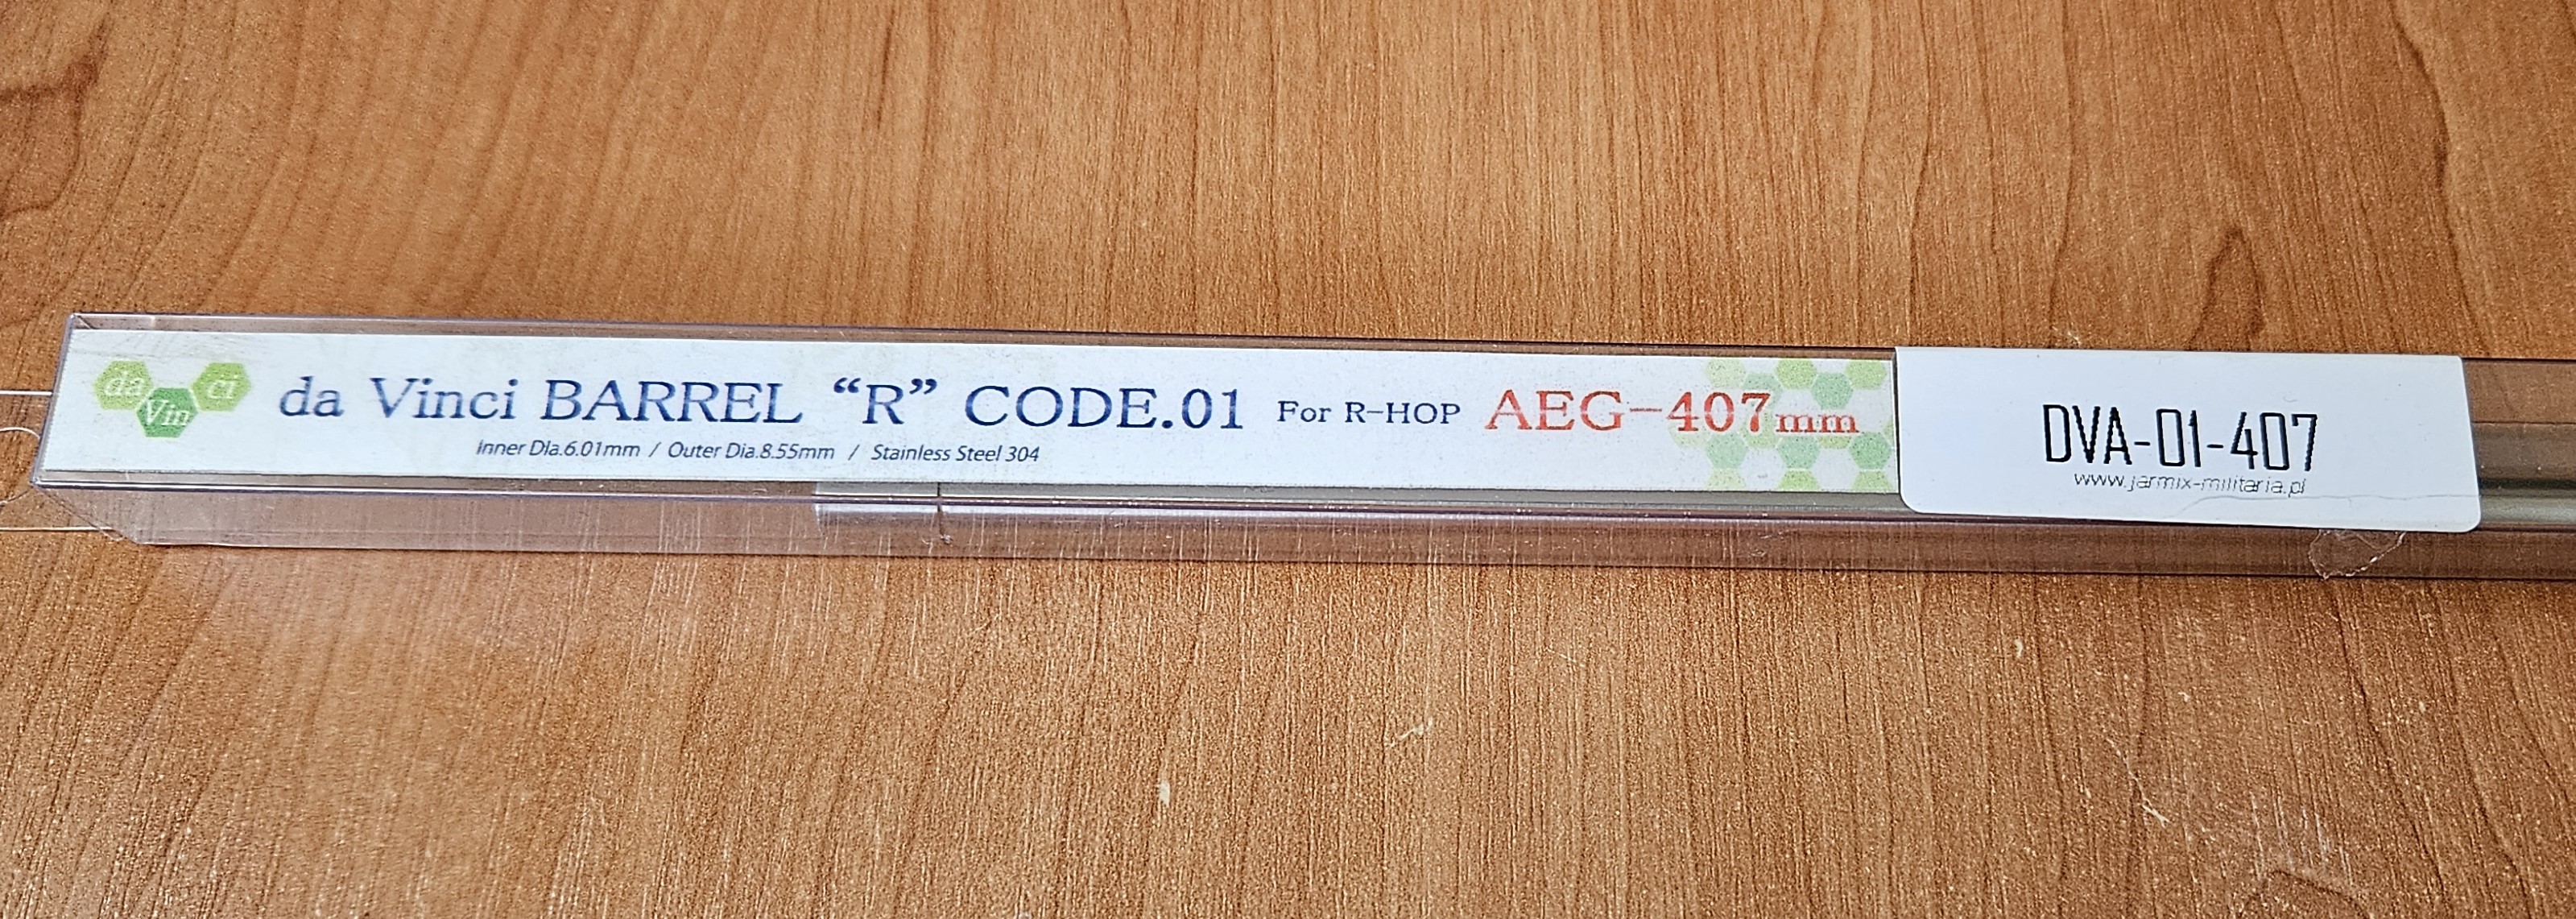 da Vin ci
da Vinci BARREL “R” CODE.01 For R-HOP AEG-407mm
Inner Dia.6.01mm / Outer Dia.8.55mm / Stainless Steel 304
DVA-01-407
www.jarmix-militaria.pl